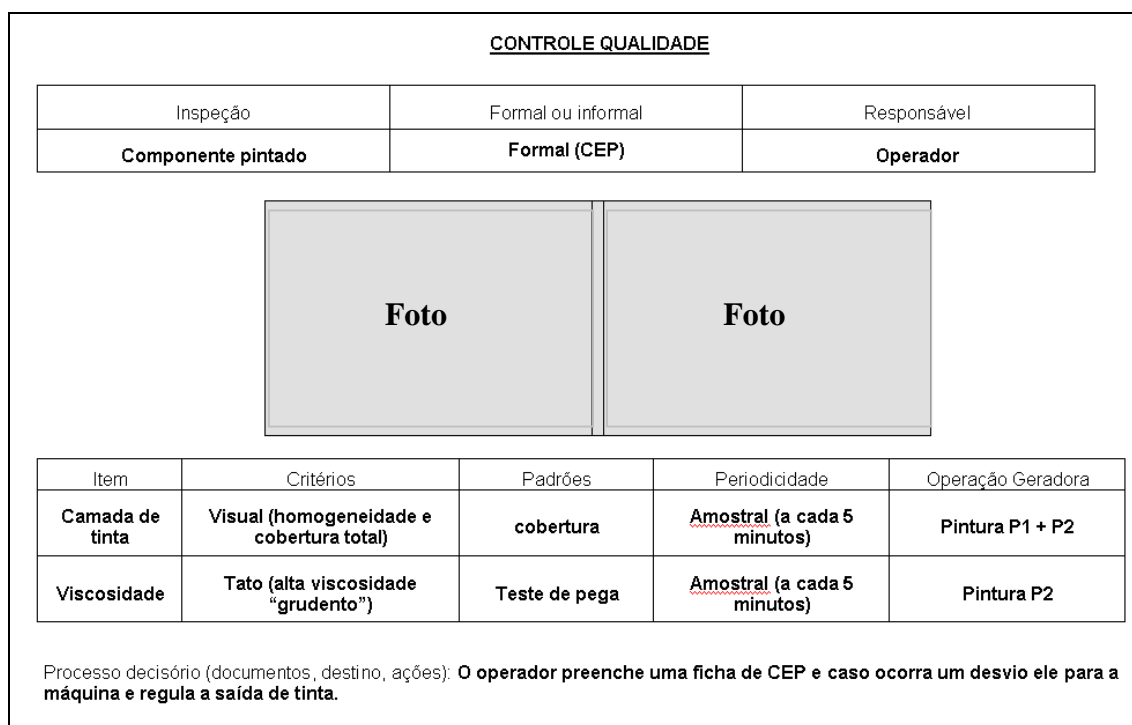 CONTROLE QUALIDADE
Inspeção Formal ou informal Responsável
Componente pintado Formal (CEP) Operador
Foto Foto
Item Critérios Padrões Periodicidade Operação Geradora
Camada de tinta Visual (homogeneidade e cobertura total) cobertura Amostral (a cada 5 minutos) Pintura P1 + P2
Viscosidade Tato (alta viscosidade “grudento”) Teste de pega Amostral (a cada 5 minutos) Pintura P2
Processo decisório (documentos, destino, ações): O operador preenche uma ficha de CEP e caso ocorra um desvio ele para a
máquina e regula a saída de tinta.